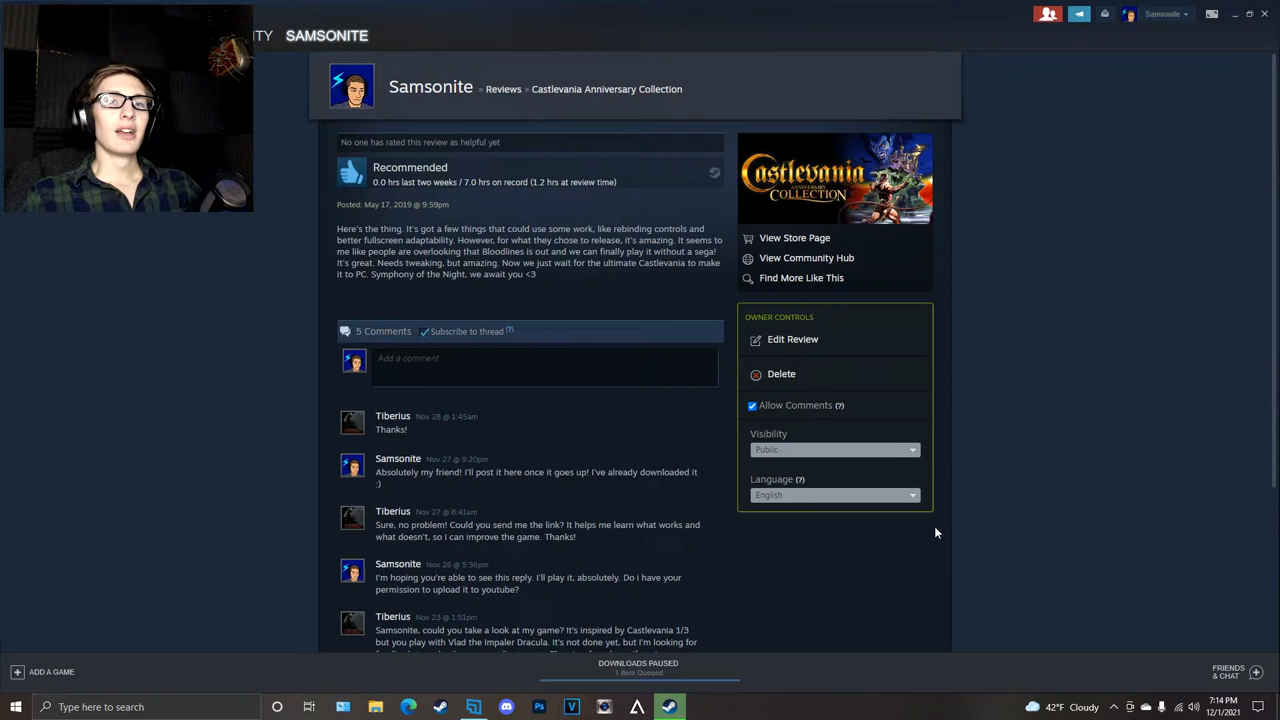 ITY SAMSONITE
Samsonite
Samsonite » Reviews » Castlevania Anniversary Collection
No one has rated this review as helpful yet
Recommended
0.0 hrs last two weeks / 7.0 hrs on record (1.2 hrs at review time)
Posted: May 17, 2019 @ 9:59pm
Here's the thing. It's got a few things that could use some work, like rebinding controls and
better fullscreen adaptability. However, for what they chose to release, it's amazing. It seems to
me like people are overlooking that Bloodlines is out and we can finally play it without a sega!
It's great. Needs tweaking, but amazing. Now we just wait for the ultimate Castlevania to make
it to PC. Symphony of the Night, we await you <3
5 Comments Subscribe to thread (?)
Add a comment
Tiberius Nov 28 @ 1:45am
Thanks!
Samsonite Nov 27 @ 9:20pm
Absolutely my friend! I'll post it here once it goes up! I've already downloaded it
:)
Tiberius Nov 27 @ 8:41am
Sure, no problem! Could you send me the link? It helps me learn what works and
what doesn't, so I can improve the game. Thanks!
Samsonite Nov 26 @ 5:36pm
I'm hoping you're able to see this reply. I'll play it, absolutely. Do i have your
permission to upload it to youtube?
Tiberius Nov 23 @ 1:51pm
Samsonite, could you take a look at my game? It's inspired by Castlevania 1/3
but you play with Vlad the Impaler Dracula. It's not done yet, but I'm looking for
Castlevania
ANNIVERSARY
COLLECTION
View Store Page
View Community Hub
Find More Like This
OWNER CONTROLS
Edit Review
Delete
Allow Comments (?)
Visibility
Public
Language (?)
English
ADD A GAME
DOWNLOADS PAUSED
1 Item Queued
FRIENDS
& CHAT
Type here to search
42°F Cloudy
7:14 PM
12/1/2021